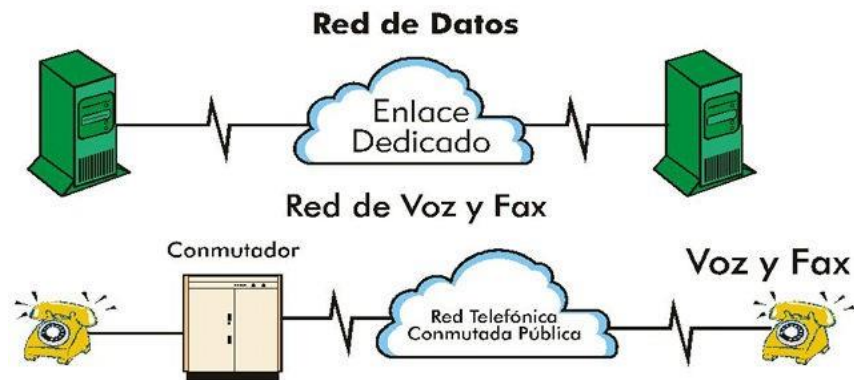 Red de Datos
Enlace
Dedicado
Red de Voz y Fax
Conmutador
Voz y Fax
Red Telefónica
Conmutada Pública